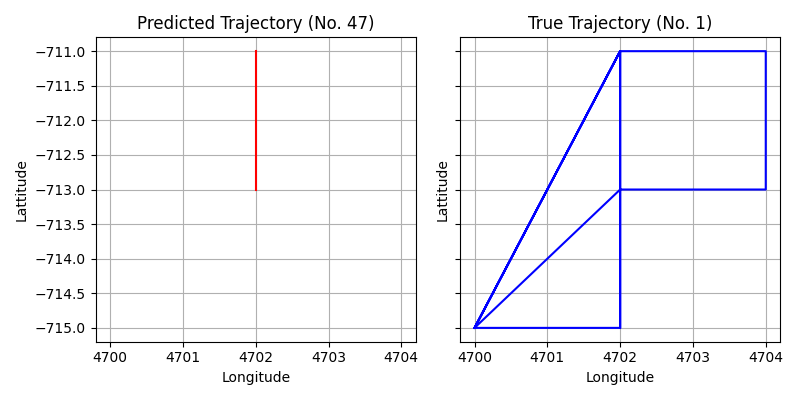 Predicted Trajectory (No. 47)
True Trajectory (No. 1)
−711.0
−711.5
−712.0
−712.5
−713.0
−713.5
−714.0
−714.5
−715.0
Lattitude
Lattitude
4700 4701 4702 4703 4704
4700 4701 4702 4703 4704
Longitude
Longitude